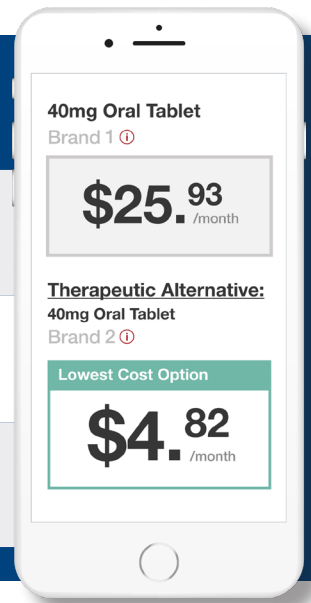 40mg Oral Tablet
Brand 1 ⓘ
$25.93 /month
Therapeutic Alternative:
40mg Oral Tablet
Brand 2 ⓘ
Lowest Cost Option
$4.82 /month